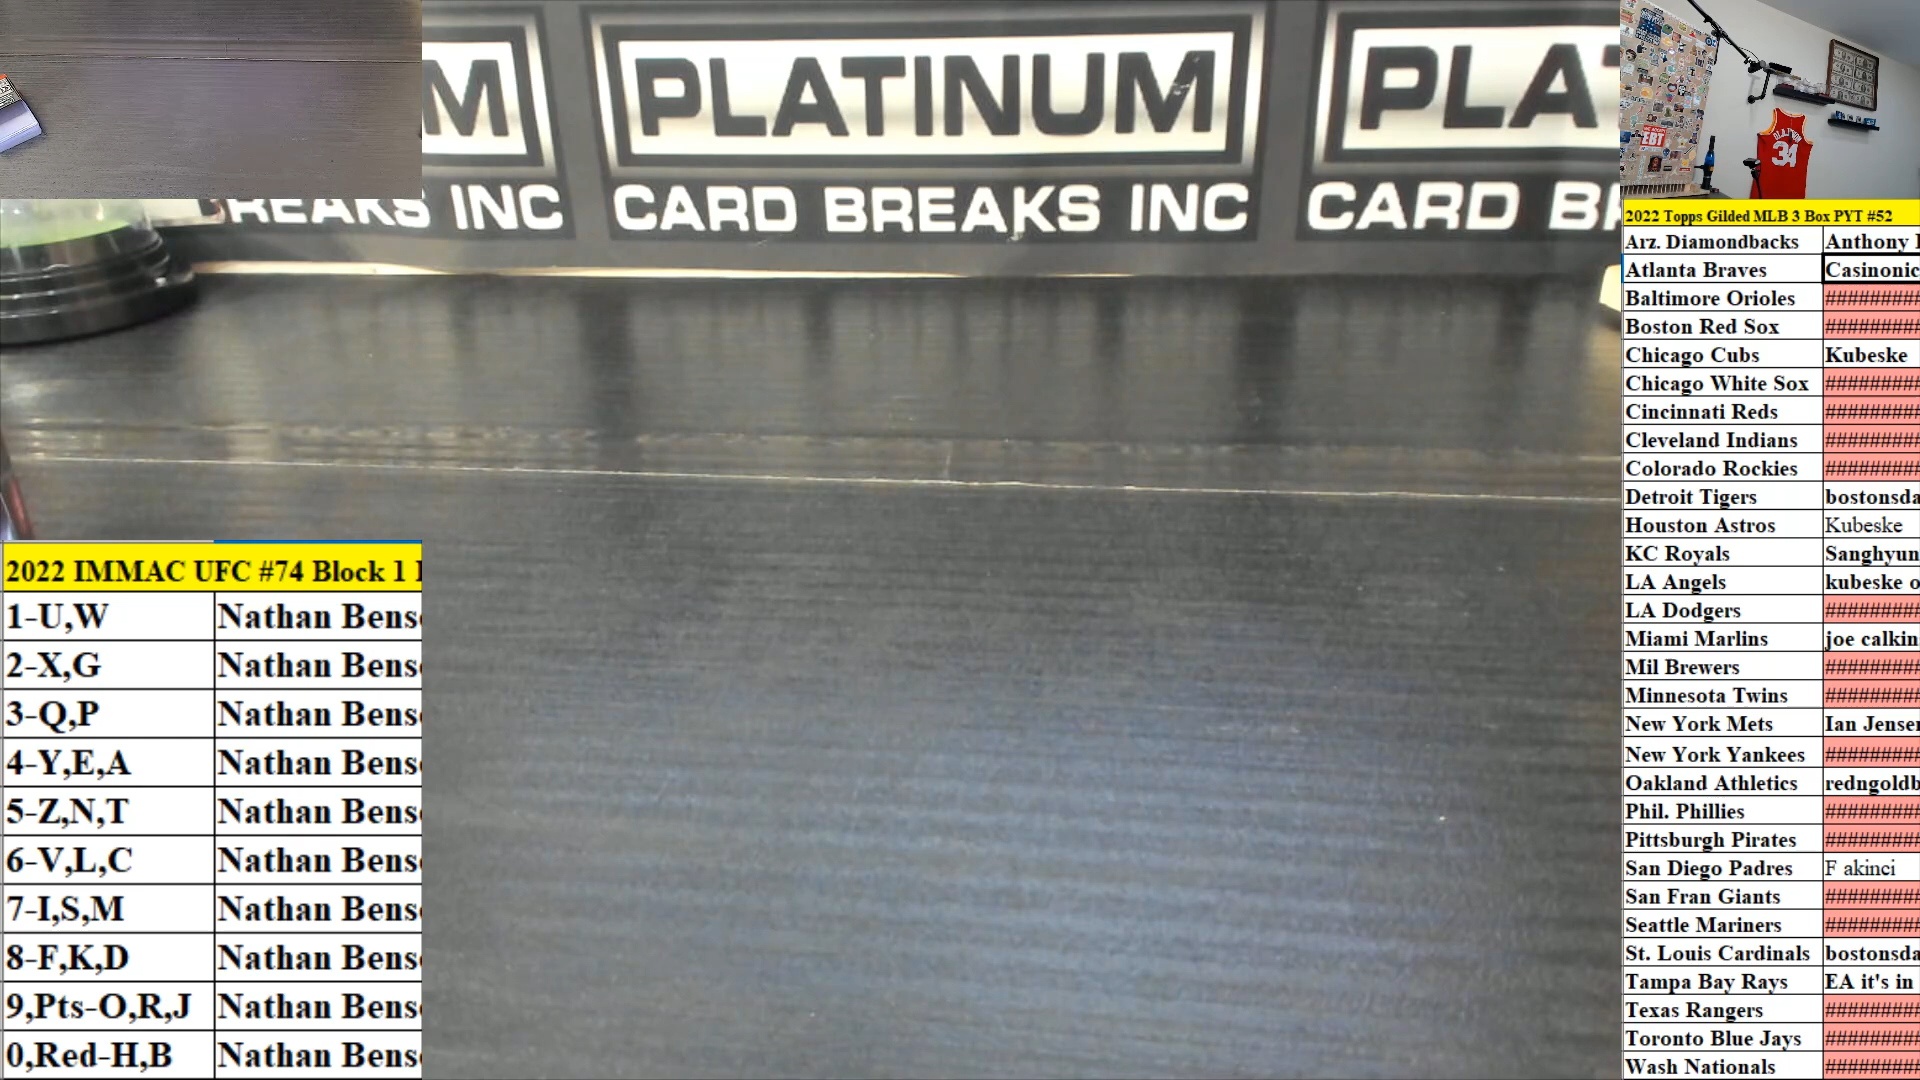 M PLATINUM PLA
REAKS INC CARD BREAKS INC CARD B
34
EBT
2022 Topps Gilded MLB 3 Box PYT #52
Arz. Diamondbacks Anthony
Atlanta Braves Casinonic
Baltimore Orioles #########
Boston Red Sox #########
Chicago Cubs Kubeske
Chicago White Sox #########
Cincinnati Reds #########
Cleveland Indians #########
Colorado Rockies #########
Detroit Tigers bostonsda
Houston Astros Kubeske
KC Royals Sanghyun
LA Angels kubeske o
LA Dodgers #########
Miami Marlins joe calkin
Mil Brewers #########
Minnesota Twins #########
New York Mets Ian Jensen
New York Yankees #########
Oakland Athletics redngoldb
Phil. Phillies #########
Pittsburgh Pirates #########
San Diego Padres F akinci
San Fran Giants #########
Seattle Mariners #########
St. Louis Cardinals bostonsda
Tampa Bay Rays EA it's in
Texas Rangers #########
Toronto Blue Jays #########
Wash Nationals #########
2022 IMMAC UFC #74 Block 1
1-U,W Nathan Bens
2-X,G Nathan Bens
3-Q,P Nathan Bens
4-Y,E,A Nathan Bens
5-Z,N,T Nathan Bens
6-V,L,C Nathan Bens
7-I,S,M Nathan Bens
8-F,K,D Nathan Bens
9,Pts-O,R,J Nathan Bens
0,Red-H,B Nathan Bens